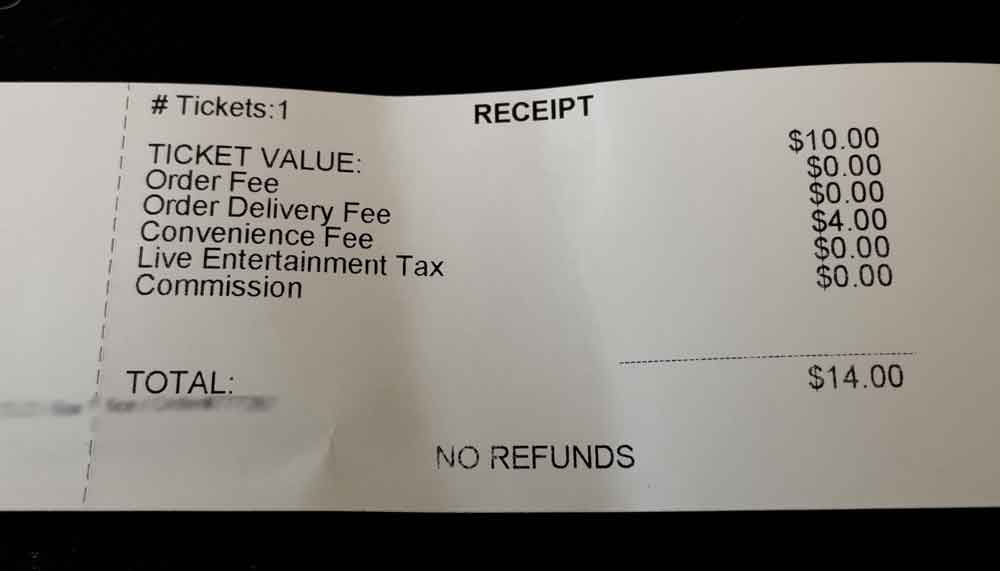 # Tickets:1 RECEIPT
TICKET VALUE: $10.00
Order Fee $0.00
Order Delivery Fee $0.00
Convenience Fee $4.00
Live Entertainment Tax $0.00
Commission $0.00
TOTAL: $14.00
NO REFUNDS